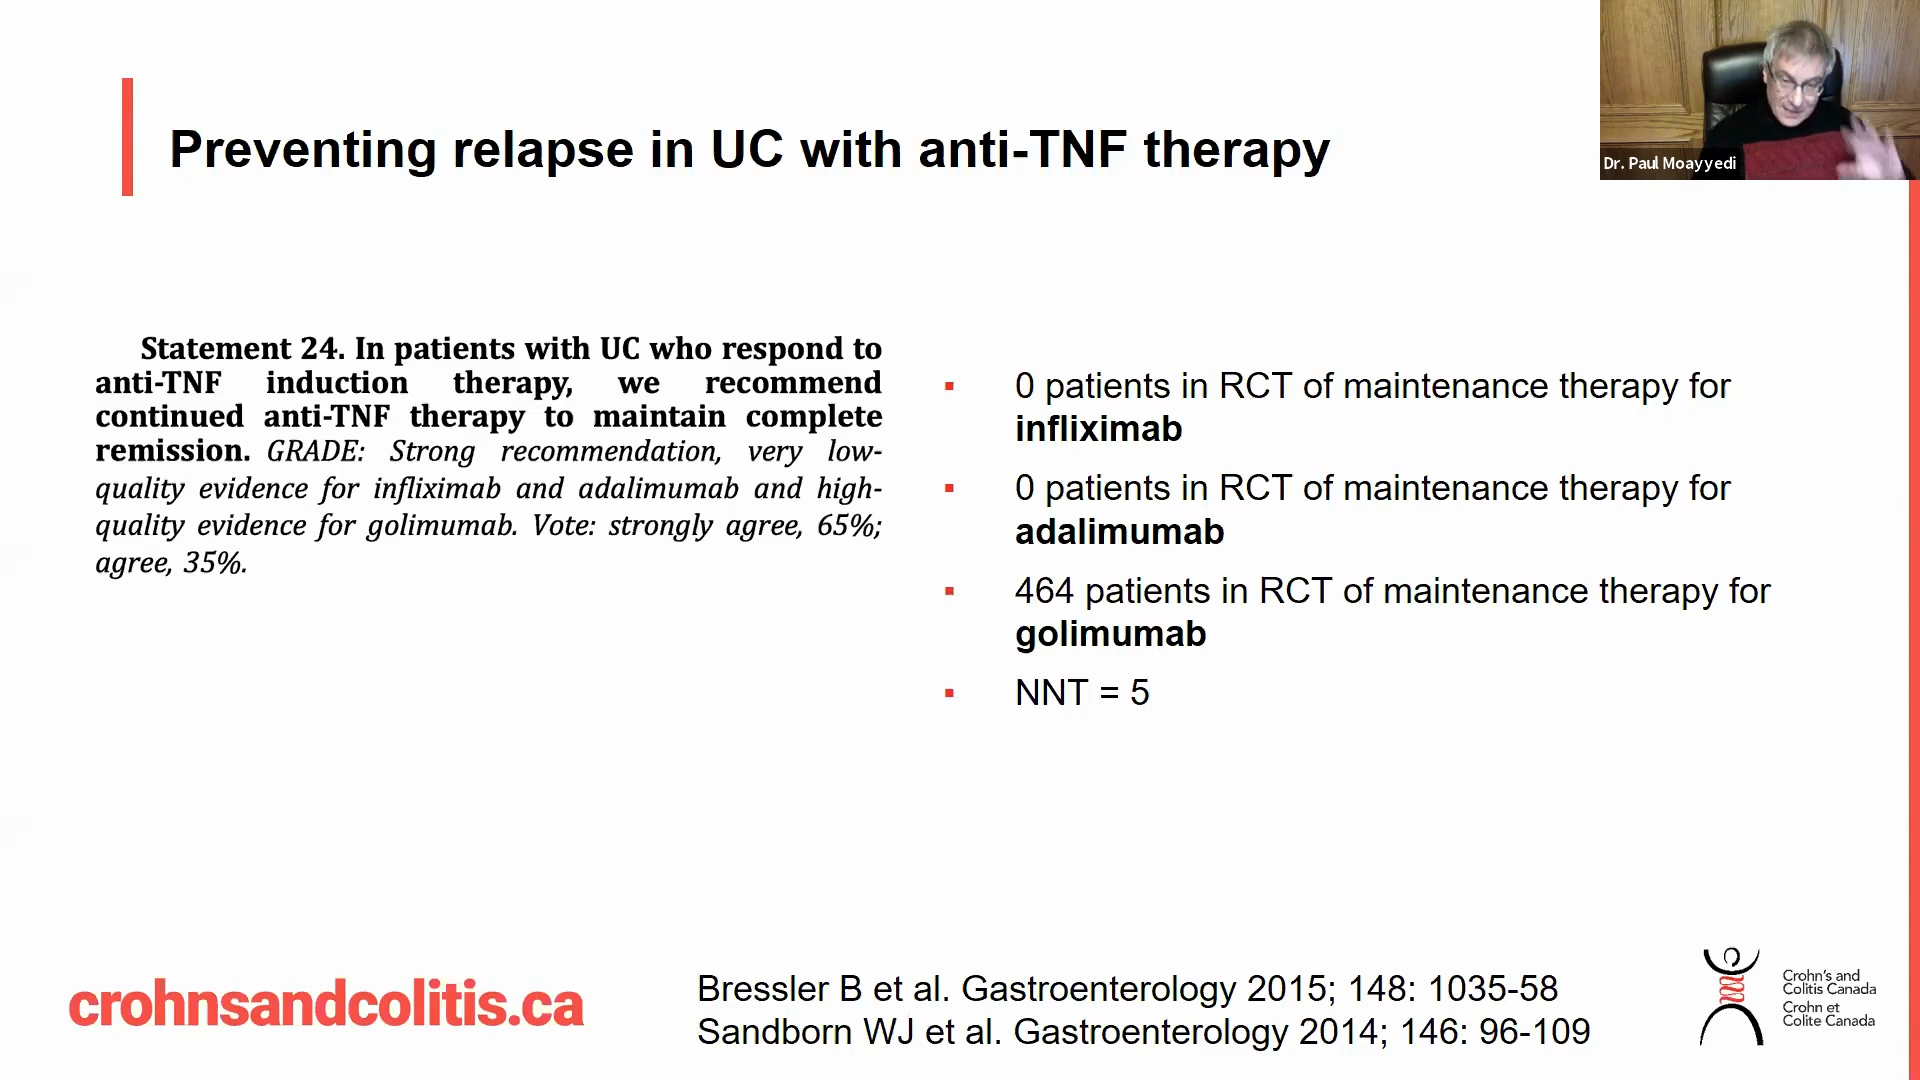 Preventing relapse in UC with anti-TNF therapy
Dr. Paul Moayyedi
Statement 24. In patients with UC who respond to
anti-TNF induction therapy, we recommend
continued anti-TNF therapy to maintain complete
remission. GRADE: Strong recommendation, very low-
quality evidence for infliximab and adalimumab and high-
quality evidence for golimumab. Vote: strongly agree, 65%;
agree, 35%.
▪ 0 patients in RCT of maintenance therapy for
infliximab
▪ 0 patients in RCT of maintenance therapy for
adalimumab
▪ 464 patients in RCT of maintenance therapy for
golimumab
▪ NNT = 5
crohnsandcolitis.ca
Bressler B et al. Gastroenterology 2015; 148: 1035-58
Sandborn WJ et al. Gastroenterology 2014; 146: 96-109
Crohn's and
Colitis Canada
Crohn et
Colite Canada